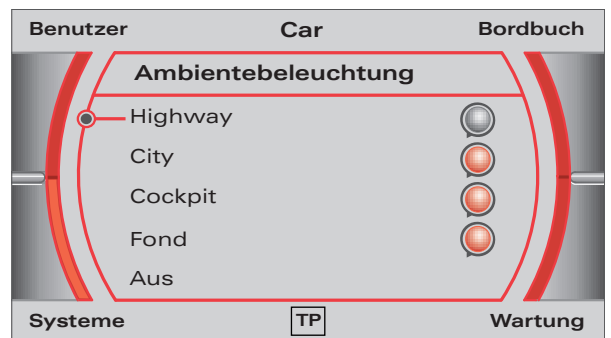 Benutzer Car Bordbuch
Ambientebeleuchtung
Highway
City
Cockpit
Fond
Aus
Systeme TP Wartung